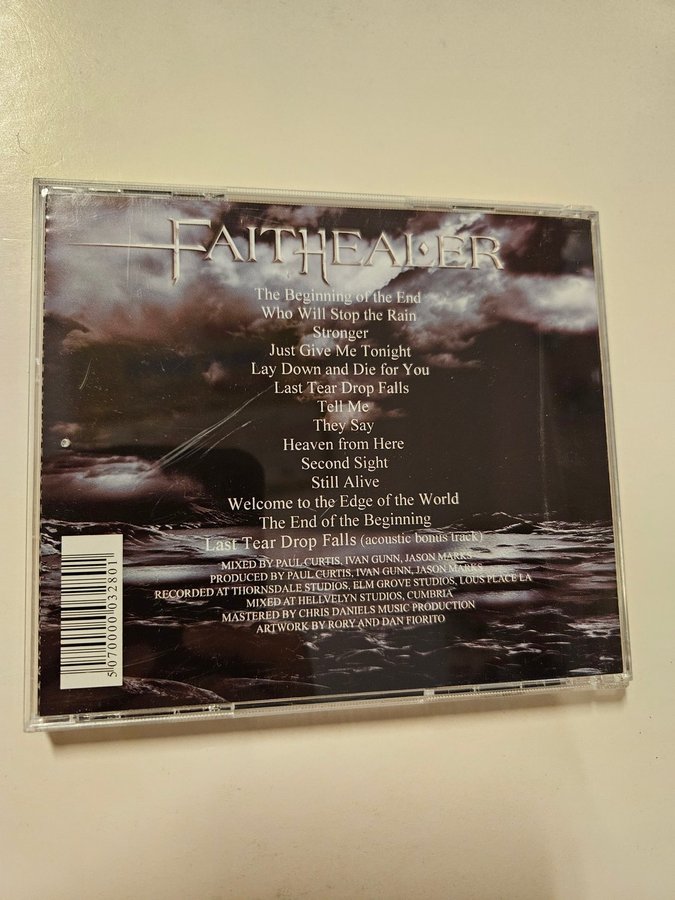 FAITHEALER
The Beginning of the End
Who Will Stop the Rain
Stronger
Just Give Me Tonight
Lay Down and Die for You
Last Tear Drop Falls
Tell Me
They Say
Heaven from Here
Second Sight
Still Alive
Welcome to the Edge of the World
The End of the Beginning
Last Tear Drop Falls (acoustic bonus track)
MIXED BY PAUL CURTIS, IVAN GUNN, JASON MARKS
PRODUCED BY PAUL CURTIS, IVAN GUNN, JASON MARKS
RECORDED AT THORNSDALE STUDIOS, ELM GROVE STUDIOS, LOUS PLACE LA
MIXED AT HELLVELYN STUDIOS, CUMBRIA
MASTERED BY CHRIS DANIELS MUSIC PRODUCTION
ARTWORK BY RORY AND DAN FIORITO
5 070000 032801